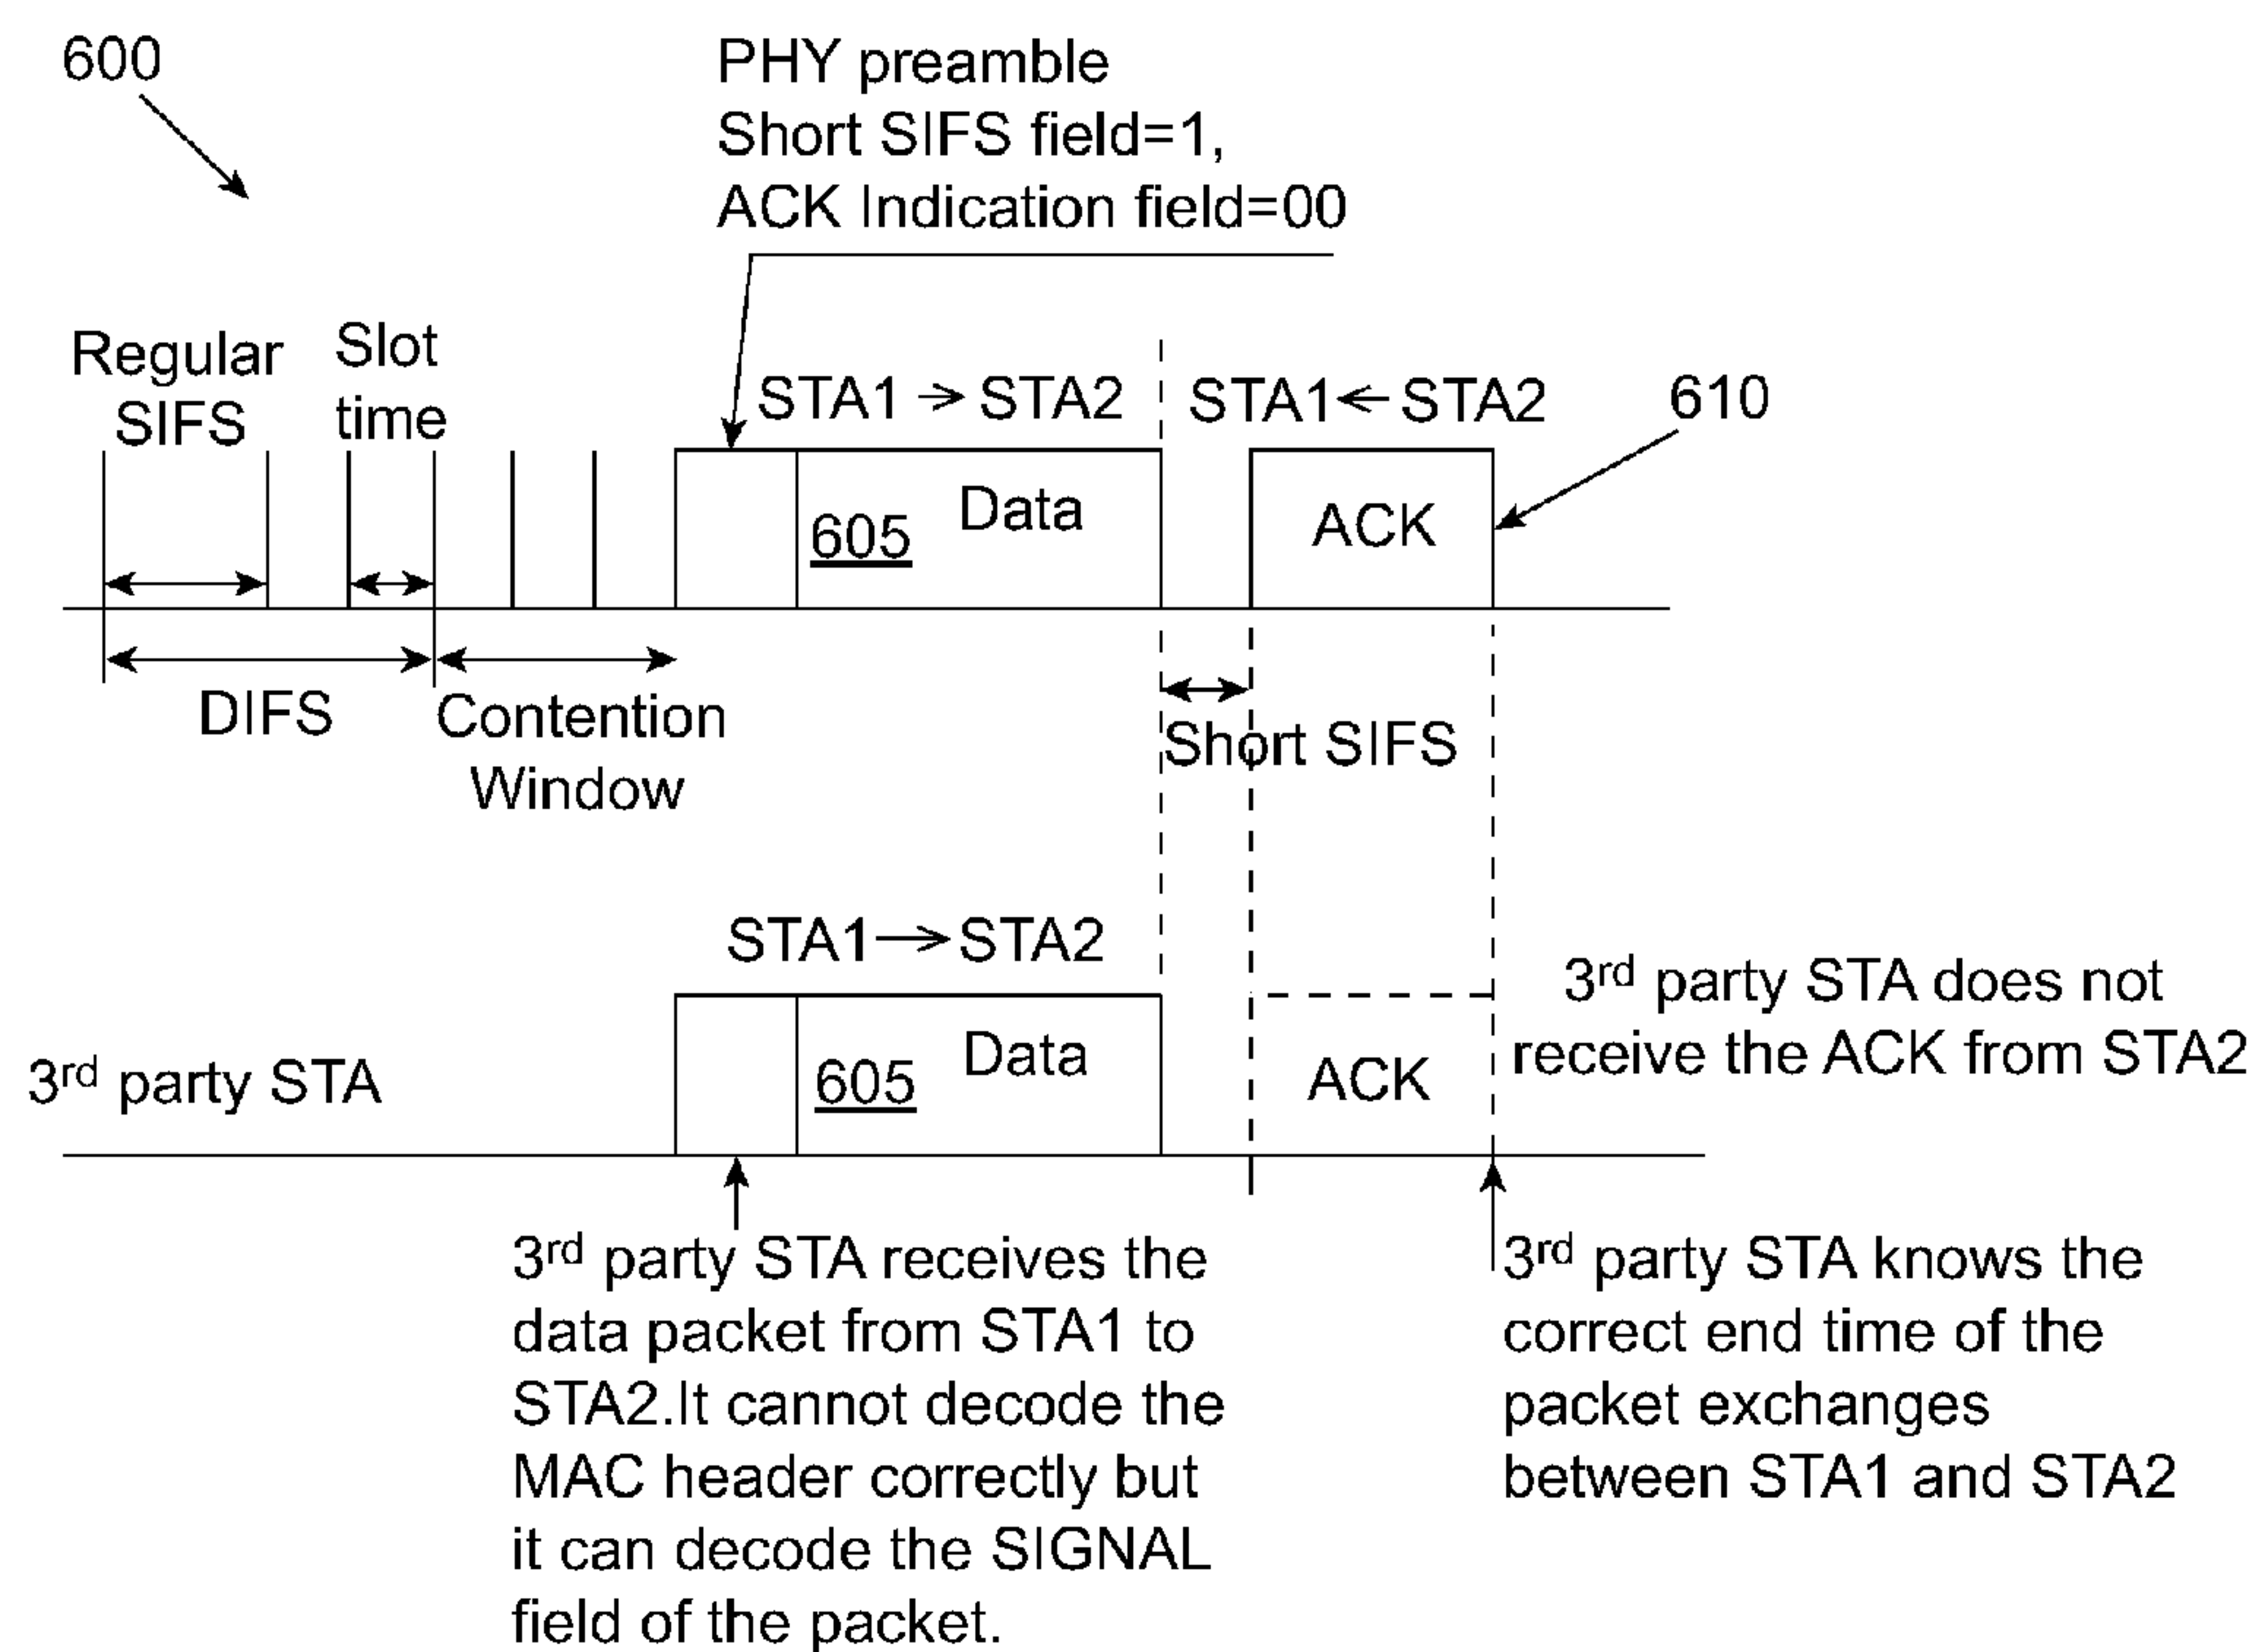 600
PHY preamble
Short SIFS field=1,
ACK Indication field=00
Regular
SIFS
Slot
time
STA1 → STA2
STA1 ← STA2
610
605
Data
ACK
DIFS
Contention
Window
Short SIFS
STA1 → STA2
3rd party STA
605
Data
ACK
3rd party STA does not
receive the ACK from STA2
3rd party STA receives the
data packet from STA1 to
STA2.It cannot decode the
MAC header correctly but
it can decode the SIGNAL
field of the packet.
3rd party STA knows the
correct end time of the
packet exchanges
between STA1 and STA2